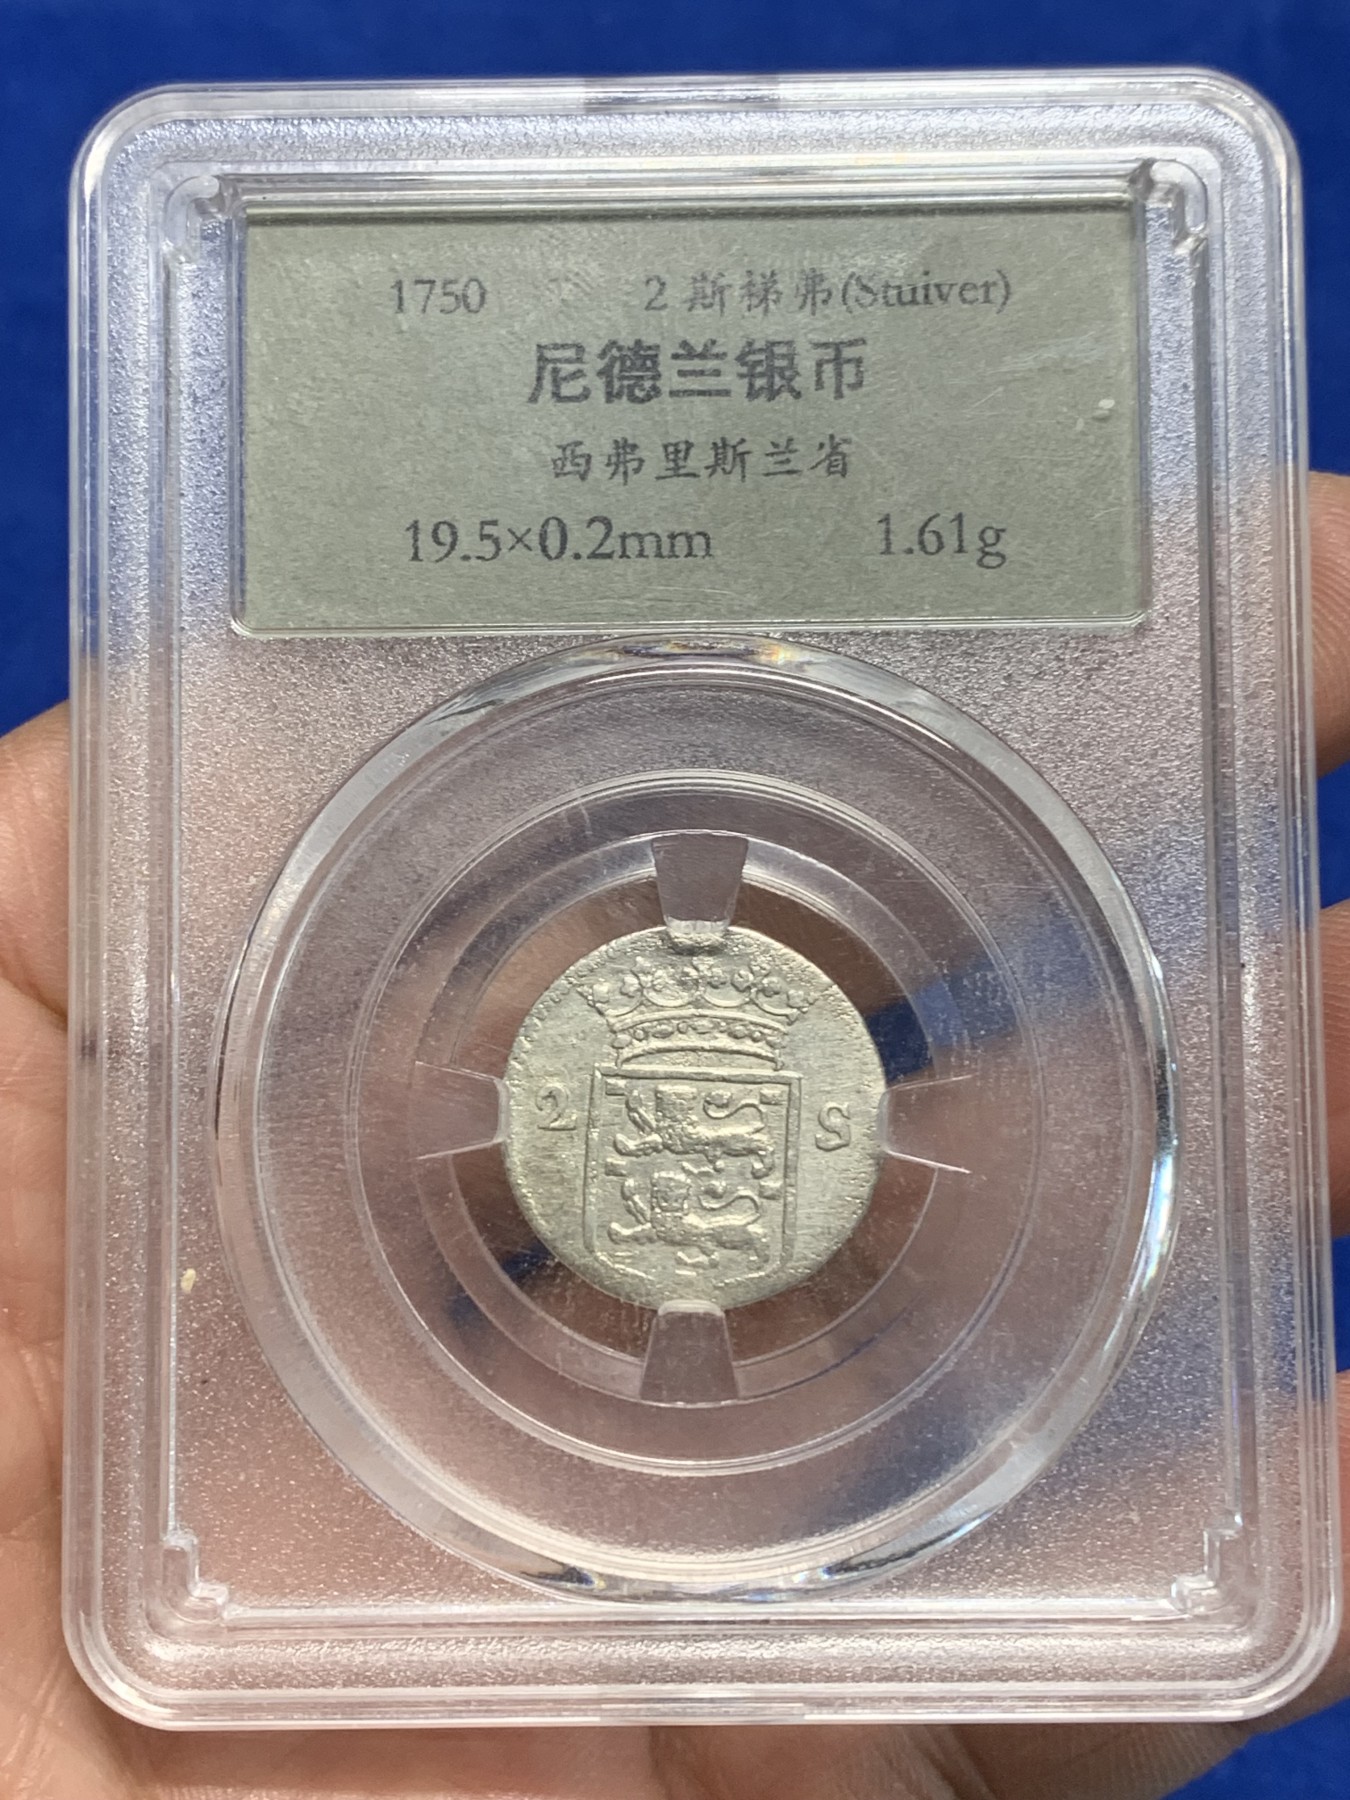 1750 2 斯梯弗(Stuiver)
尼德兰银币
西弗里斯兰省
19.5×0.2mm 1.61g
2 S